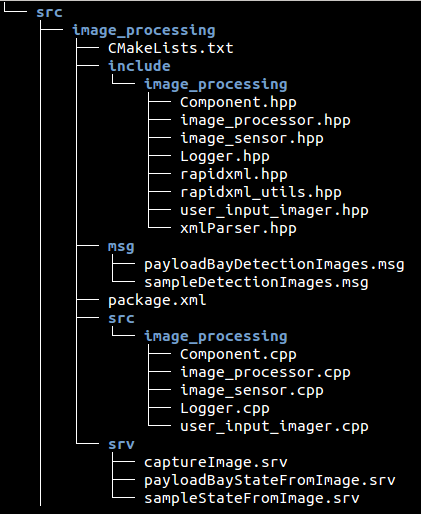 src
image_processing
CMakeLists.txt
include
image_processing
Component.hpp
image_processor.hpp
image_sensor.hpp
Logger.hpp
rapidxml.hpp
rapidxml_utils.hpp
user_input_imager.hpp
xmlParser.hpp
msg
payloadBayDetectionImages.msg
sampleDetectionImages.msg
package.xml
src
image_processing
Component.cpp
image_processor.cpp
image_sensor.cpp
Logger.cpp
user_input_imager.cpp
srv
captureImage.srv
payloadBayStateFromImage.srv
sampleStateFromImage.srv